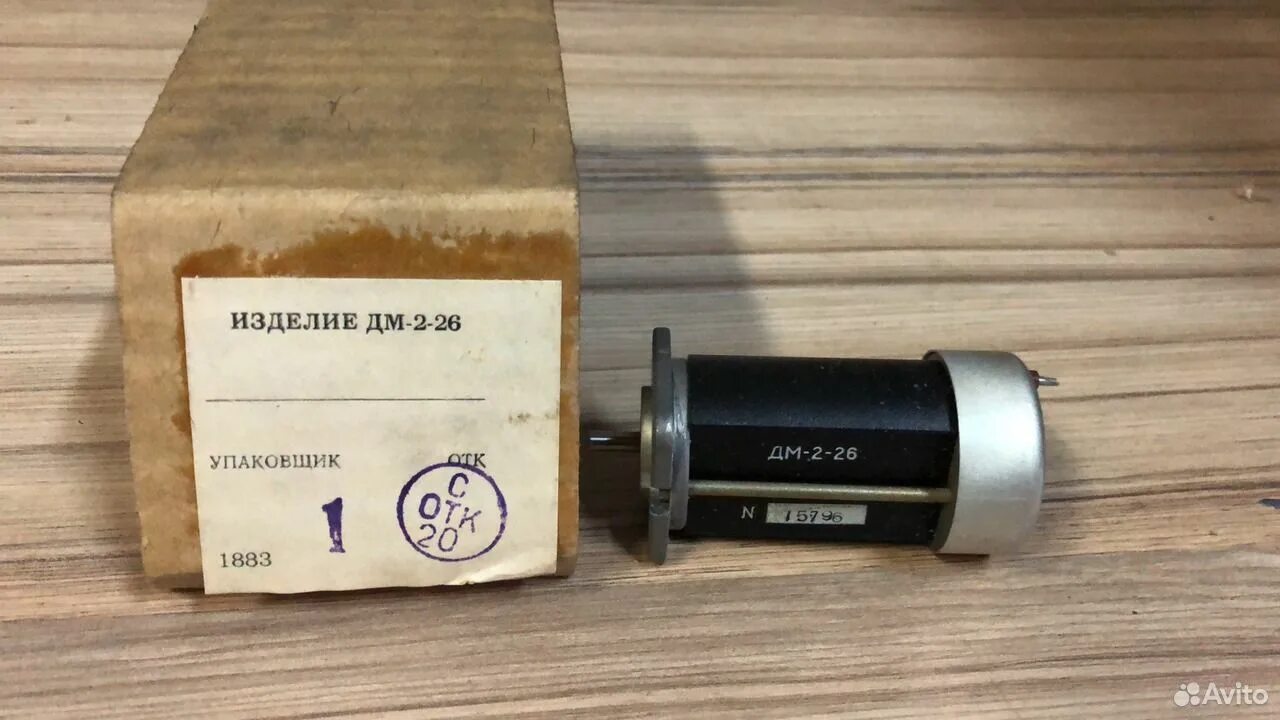 ИЗДЕЛИЕ ДМ-2-26
УПАКОВЩИК ОТК
1
С
ОТК
20
1883
ДМ-2-26
N 15796
Avito